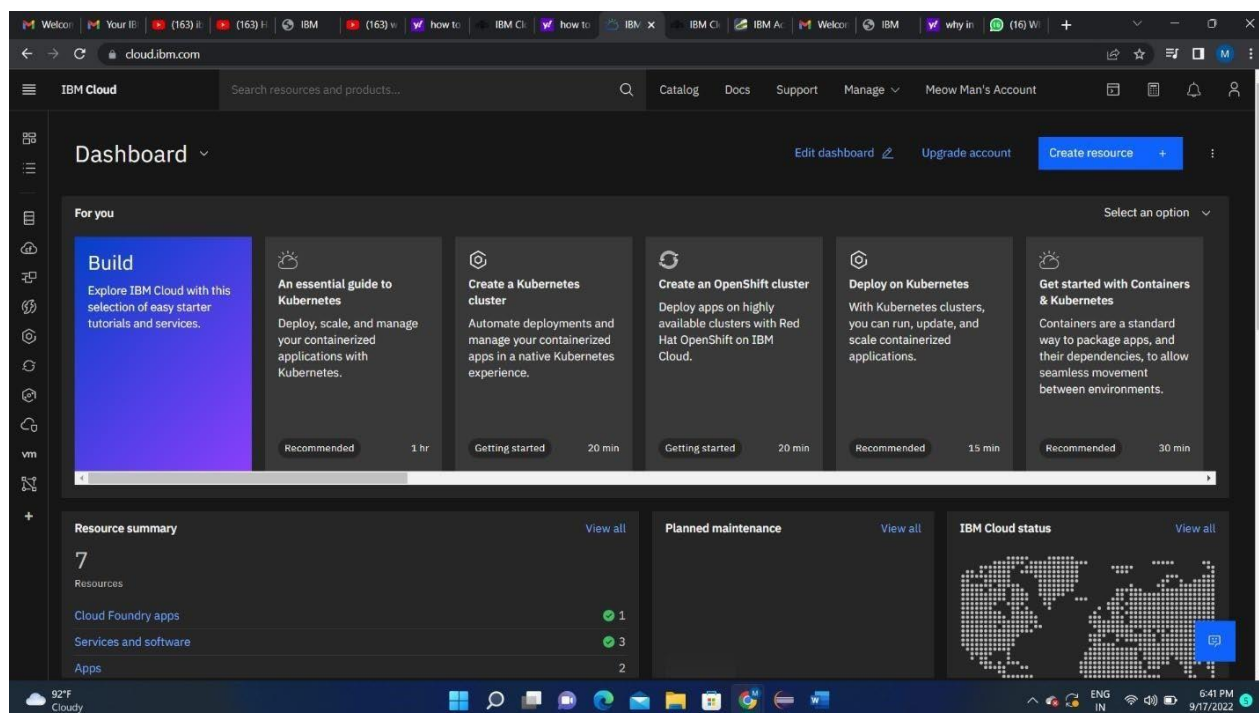 Welcon
Your IB
(163) il
(163) H
IBM
(163) w
how to
IBM Cl
how to
IBM
IBM Cl
IBM Ac
Welcon
IBM
why in
(16) W
cloud.ibm.com
M
IBM Cloud
Search resources and products...
Catalog
Docs
Support
Manage
Meow Man's Account
Dashboard
Edit dashboard
Upgrade account
Create resource +
For you
Select an option
Build
Explore IBM Cloud with this
selection of easy starter
tutorials and services.
An essential guide to
Kubernetes
Deploy, scale, and manage
your containerized
applications with
Kubernetes.
Recommended 1 hr
Create a Kubernetes
cluster
Automate deployments and
manage your containerized
apps in a native Kubernetes
experience.
Getting started 20 min
Create an OpenShift cluster
Deploy apps on highly
available clusters with Red
Hat OpenShift on IBM
Cloud.
Getting started 20 min
Deploy on Kubernetes
With Kubernetes clusters,
you can run, update, and
scale containerized
applications.
Recommended 15 min
Get started with Containers
& Kubernetes
Containers are a standard
way to package apps, and
their dependencies, to allow
seamless movement
between environments.
Recommended 30 min
vm
Resource summary View all
7
Resources
Cloud Foundry apps 1
Services and software 3
Apps 2
Planned maintenance View all
IBM Cloud status View all
92°F
Cloudy
ENG
IN
6:41 PM
9/17/2022